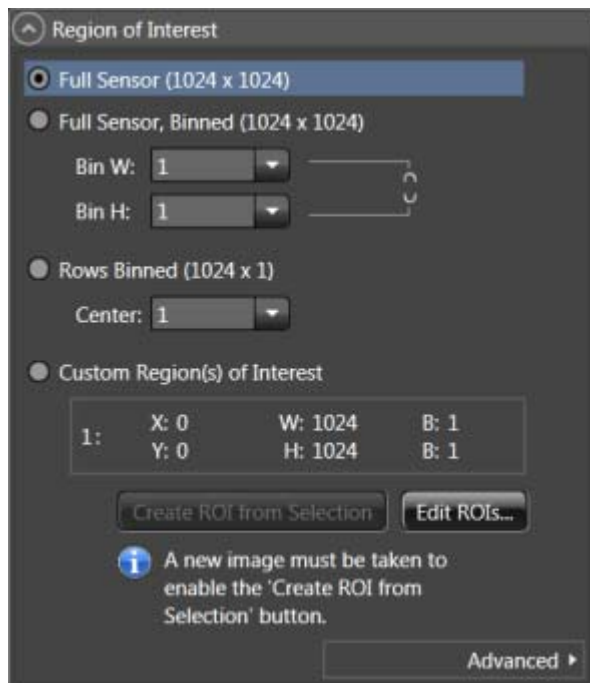 Region of Interest
Full Sensor (1024 x 1024)
Full Sensor, Binned (1024 x 1024)
Bin W: 1
Bin H: 1
Rows Binned (1024 x 1)
Center: 1
Custom Region(s) of Interest
1: X: 0 W: 1024 B: 1
Y: 0 H: 1024 B: 1
Create ROI from Selection Edit ROIs...
A new image must be taken to
enable the 'Create ROI from
Selection' button.
Advanced